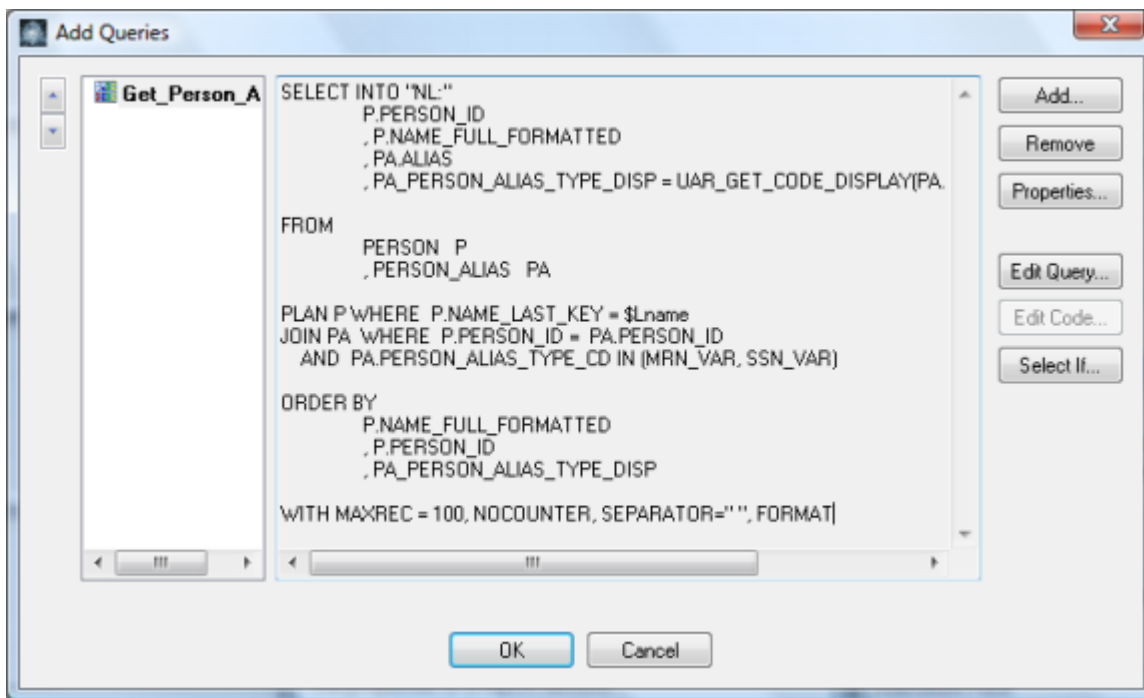 Add Queries
Get_Person_A
SELECT INTO "NL:"
P.PERSON_ID
, P.NAME_FULL_FORMATTED
, PA.ALIAS
, PA_PERSON_ALIAS_TYPE_DISP = UAR_GET_CODE_DISPLAY(PA.
FROM
PERSON P
, PERSON_ALIAS PA
PLAN P WHERE P.NAME_LAST_KEY = $Lname
JOIN PA WHERE P.PERSON_ID = PA.PERSON_ID
AND PA.PERSON_ALIAS_TYPE_CD IN (MRN_VAR, SSN_VAR)
ORDER BY
P.NAME_FULL_FORMATTED
, P.PERSON_ID
, PA_PERSON_ALIAS_TYPE_DISP
WITH MAXREC = 100, NOCOUNTER, SEPARATOR=" ", FORMAT
Add...
Remove
Properties...
Edit Query...
Edit Code...
Select If...
OK
Cancel